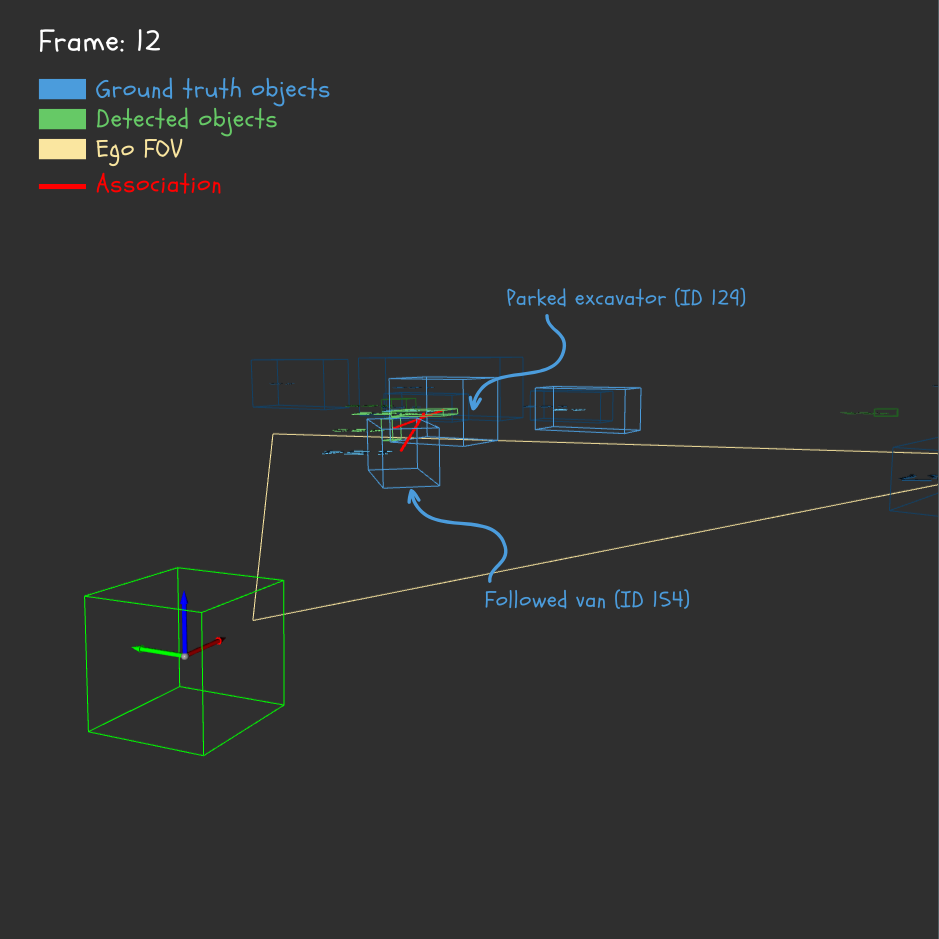 Frame: 12
Ground truth objects
Detected objects
Ego FOV
Association
Parked excavator (ID 129)
Followed van (ID 154)